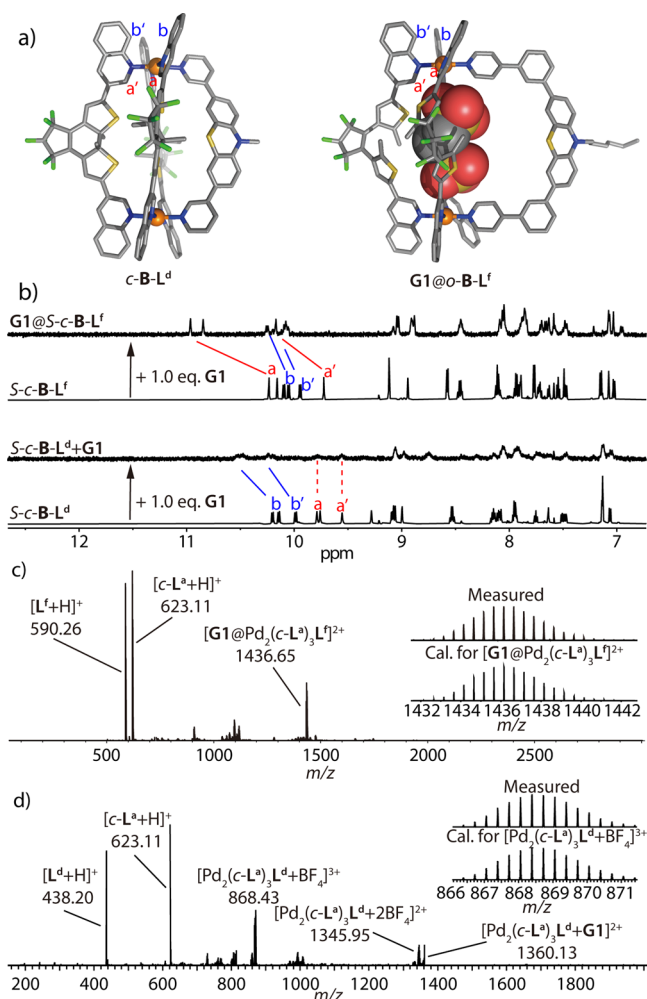 a)
b'
b
a
a'
c-B-Lᵈ
b'
b
a
a'
G1@o-B-Lᶠ
b)
G1@S-c-B-Lᶠ
+ 1.0 eq. G1
a
b
b'
a'
S-c-B-Lᶠ
S-c-B-Lᵈ+G1
+ 1.0 eq. G1
b
b'
a
a'
S-c-B-Lᵈ
11 10 9 8 7
ppm
c)
[Lᶠ+H]⁺
590.26
[c-Lᵃ+H]⁺
623.11
[G1@Pd₂(c-Lᵃ)₃Lᶠ]²⁺
1436.65
Measured
Cal. for [G1@Pd₂(c-Lᵃ)₃Lᶠ]²⁺
1432 1434 1436 1438 1440 1442
m/z
500 1000 1500 2000 2500
m/z
d)
[Lᵈ+H]⁺
438.20
[c-Lᵃ+H]⁺
623.11
[Pd₂(c-Lᵃ)₃Lᵈ+BF₄]³⁺
868.43
[Pd₂(c-Lᵃ)₃Lᵈ+2BF₄]²⁺
1345.95
[Pd₂(c-Lᵃ)₃Lᵈ+G1]²⁺
1360.13
Measured
Cal. for [Pd₂(c-Lᵃ)₃Lᵈ+BF₄]³⁺
866 867 868 869 870 871
m/z
200 400 600 800 1000 1200 1400 1600 1800
m/z